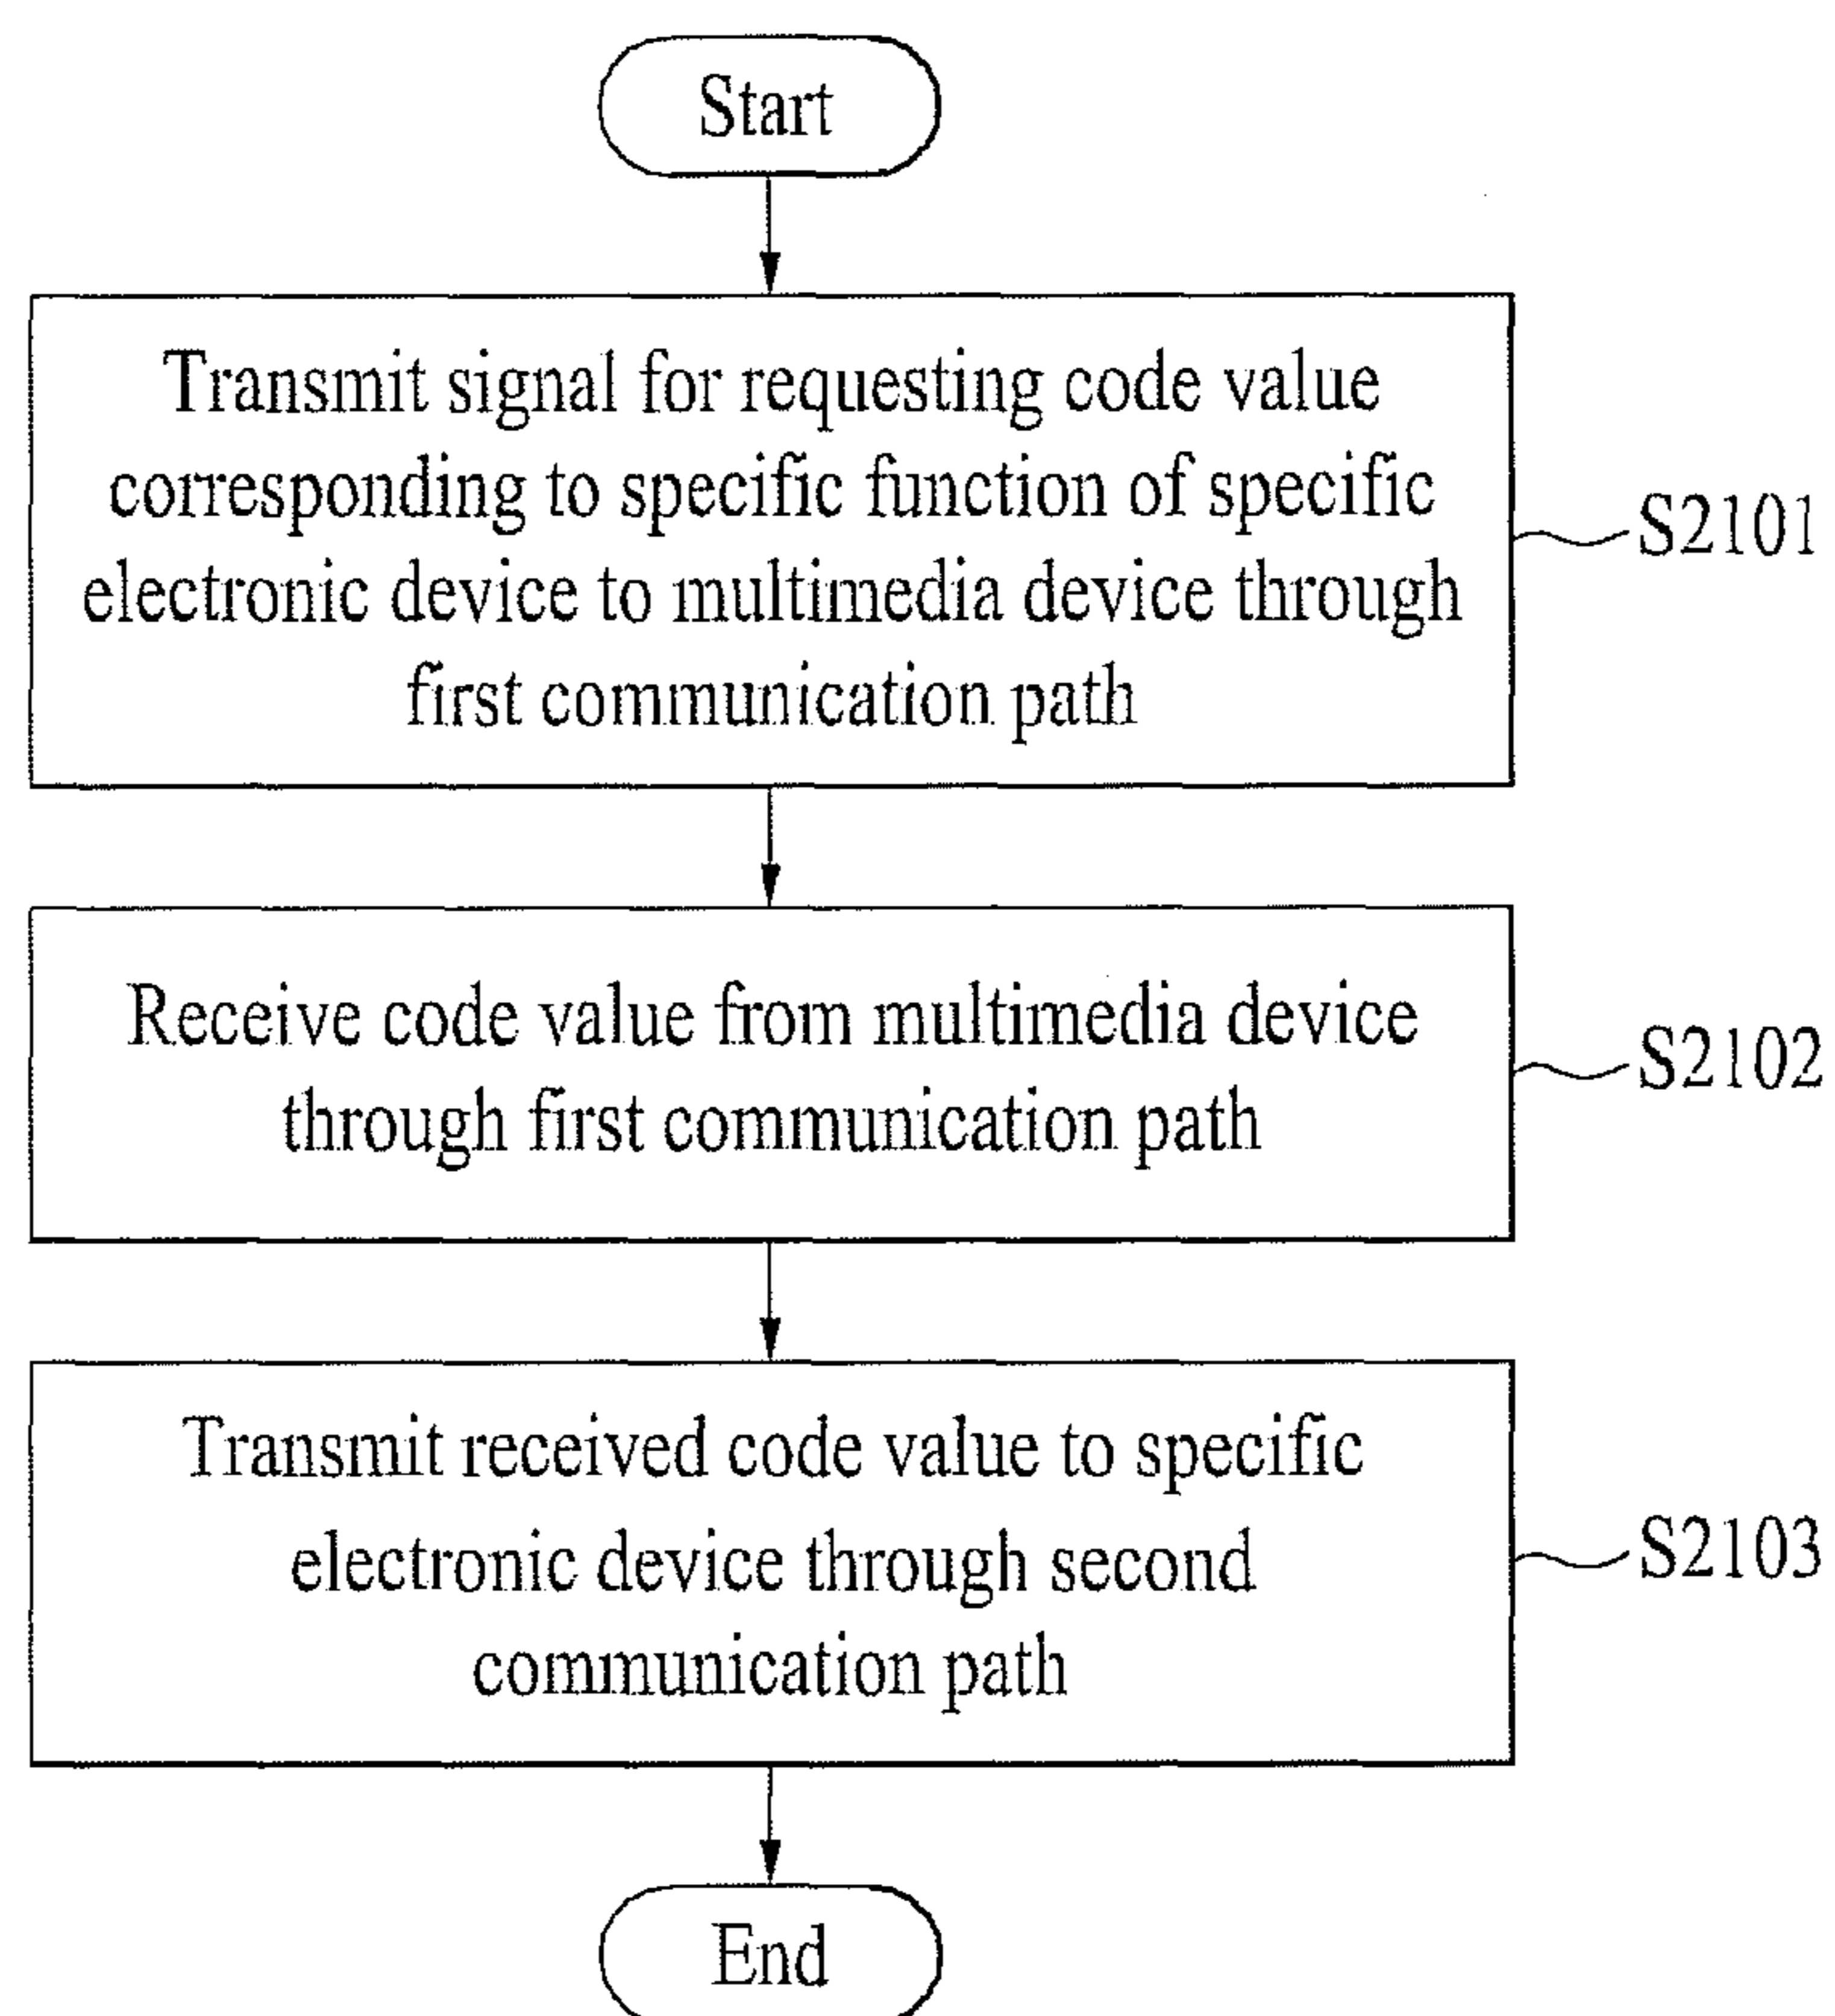 Start
Transmit signal for requesting code value
corresponding to specific function of specific
electronic device to multimedia device through
first communication path
S2101
Receive code value from multimedia device
through first communication path
S2102
Transmit received code value to specific
electronic device through second
communication path
S2103
End